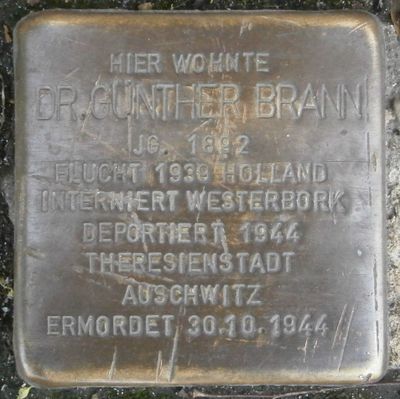 HIER WOHNTE
DR. GÜNTHER BRANN
JG. 1892
FLUCHT 1939 HOLLAND
INTERNIERT WESTERBORK
DEPORTIERT 1944
THERESIENSTADT
AUSCHWITZ
ERMORDET 30.10.1944